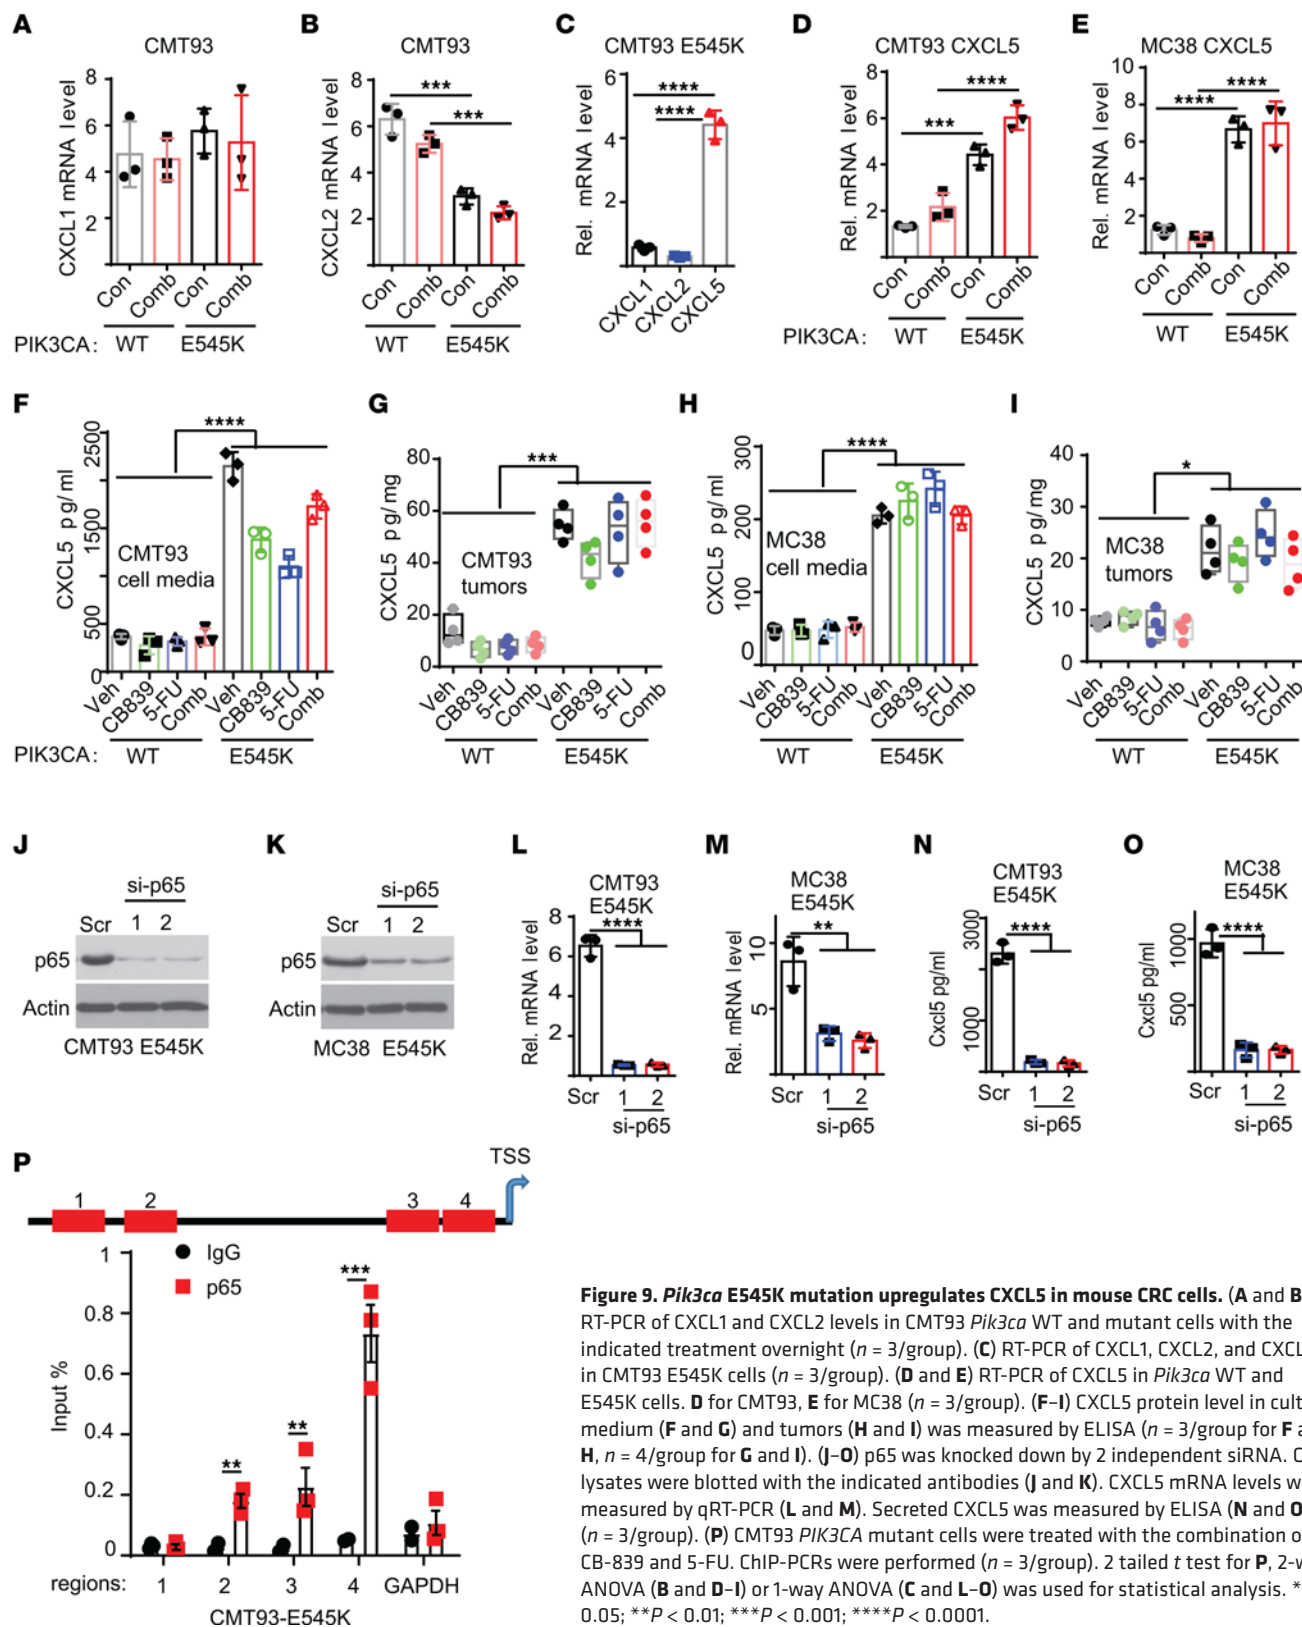 A
CMT93
CXCL1 mRNA level
8
6
4
2
Con
Comb
Con
Comb
PIK3CA:
WT
E545K
B
CMT93
CXCL2 mRNA level
8
6
4
2
***
***
Con
Comb
Con
Comb
WT
E545K
C
CMT93 E545K
Rel. mRNA level
6
4
2
****
****
CXCL1
CXCL2
CXCL5
D
CMT93 CXCL5
Rel. mRNA level
8
6
4
2
***
****
Con
Comb
Con
Comb
PIK3CA:
WT
E545K
E
MC38 CXCL5
Rel. mRNA level
10
8
6
4
2
****
****
Con
Comb
Con
Comb
WT
E545K
F
CXCL5 pg/ml
2500
1500
500
0
****
CMT93
cell media
Veh
CB839
5-FU
Comb
Veh
CB839
5-FU
Comb
PIK3CA:
WT
E545K
G
CXCL5 pg/mg
80
60
40
20
0
***
CMT93
tumors
Veh
CB839
5-FU
Comb
Veh
CB839
5-FU
Comb
WT
E545K
H
CXCL5 pg/ml
300
200
100
0
****
MC38
cell media
Veh
CB839
5-FU
Comb
Veh
CB839
5-FU
Comb
WT
E545K
I
CXCL5 pg/mg
40
30
20
10
0
*
MC38
tumors
Veh
CB839
5-FU
Comb
Veh
CB839
5-FU
Comb
WT
E545K
J
si-p65
Scr 1 2
p65
Actin
CMT93 E545K
K
si-p65
Scr 1 2
p65
Actin
MC38 E545K
L
CMT93
E545K
Rel. mRNA level
8
6
4
2
****
Scr 1 2
si-p65
M
MC38
E545K
Rel. mRNA level
10
5
**
Scr 1 2
si-p65
N
CMT93
E545K
Cxcl5 pg/ml
3000
1000
****
Scr 1 2
si-p65
O
MC38
E545K
Cxcl5 pg/ml
1000
500
****
Scr 1 2
si-p65
P
TSS
1 2 3 4
IgG
p65
Input %
1
0.8
0.6
0.4
0.2
0
**
**
***
regions: 1 2 3 4 GAPDH
CMT93-E545K
Figure 9. Pik3ca E545K mutation upregulates CXCL5 in mouse CRC cells. (A and B
RT-PCR of CXCL1 and CXCL2 levels in CMT93 Pik3ca WT and mutant cells with the
indicated treatment overnight (n = 3/group). (C) RT-PCR of CXCL1, CXCL2, and CXCL
in CMT93 E545K cells (n = 3/group). (D and E) RT-PCR of CXCL5 in Pik3ca WT and
E545K cells. D for CMT93, E for MC38 (n = 3/group). (F–I) CXCL5 protein level in cult
medium (F and G) and tumors (H and I) was measured by ELISA (n = 3/group for F a
H, n = 4/group for G and I). (J–O) p65 was knocked down by 2 independent siRNA. C
lysates were blotted with the indicated antibodies (J and K). CXCL5 mRNA levels w
measured by qRT-PCR (L and M). Secreted CXCL5 was measured by ELISA (N and O
(n = 3/group). (P) CMT93 PIK3CA mutant cells were treated with the combination o
CB-839 and 5-FU. ChIP-PCRs were performed (n = 3/group). 2 tailed t test for P, 2-w
ANOVA (B and D–I) or 1-way ANOVA (C and L–O) was used for statistical analysis. *
0.05; **P < 0.01; ***P < 0.001; ****P < 0.0001.